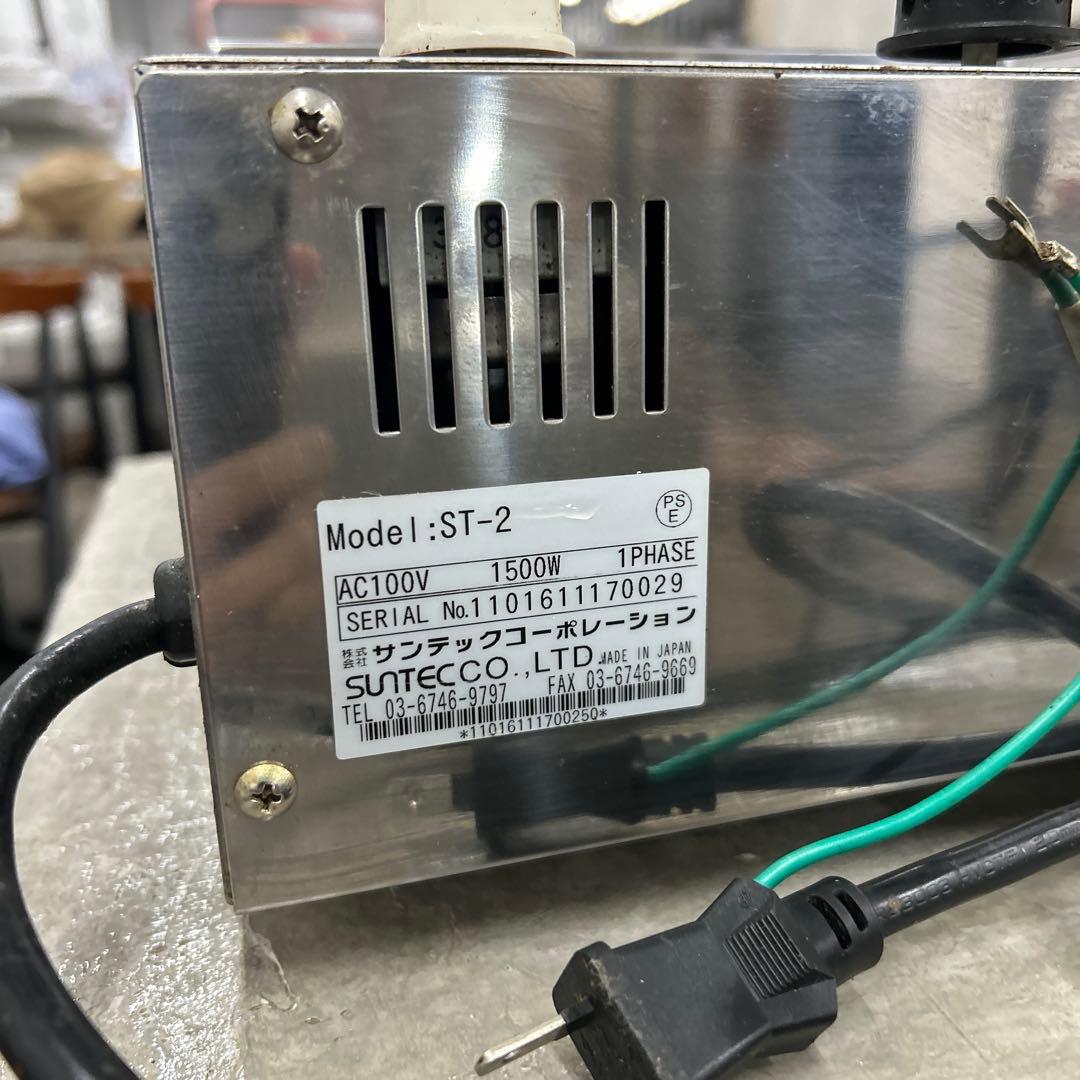 38
Model:ST-2
PS
E
AC100V 1500W 1PHASE
SERIAL No.1101611170029
株式会社 サンテックコーポレーション
SUNTEC CO.,LTD. MADE IN JAPAN
TEL 03-6746-9797 FAX 03-6746-9669
*11016111700250*